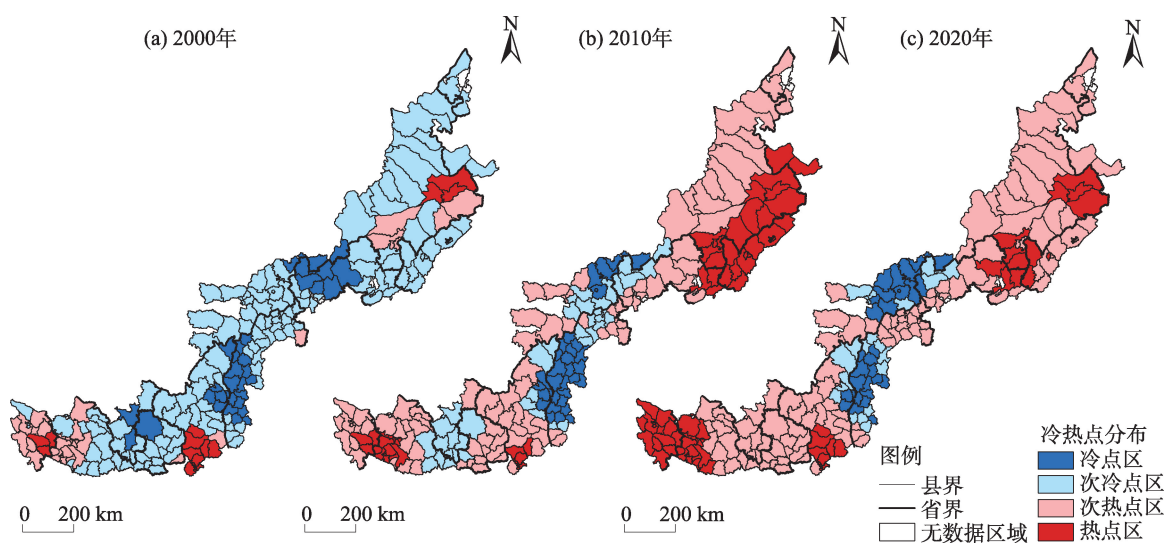 (a) 2000年
N
(b) 2010年
N
(c) 2020年
N
图例
县界
省界
无数据区域
冷热点分布
冷点区
次冷点区
次热点区
热点区
0 200 km
0 200 km
0 200 km